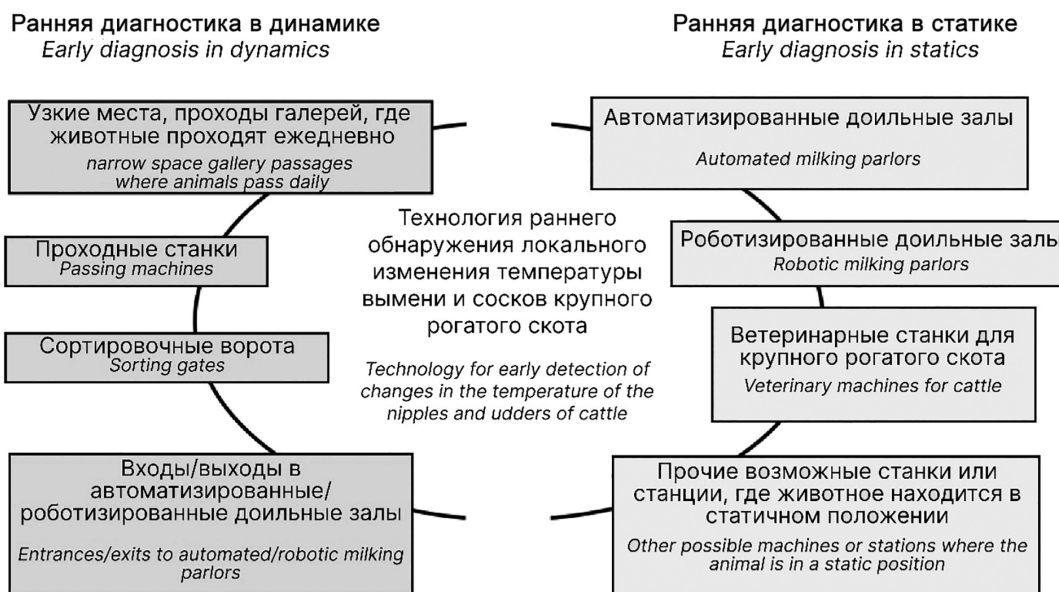 Ранняя диагностика в динамике
Early diagnosis in dynamics
Узкие места, проходы галерей, где
животные проходят ежедневно
narrow space gallery passages
where animals pass daily
Проходные станки
Passing machines
Сортировочные ворота
Sorting gates
Входы/выходы в
автоматизированные/
роботизированные доильные залы
Entrances/exits to automated/robotic milking
parlors
Технология раннего
обнаружения локального
изменения температуры
вымени и сосков крупного
рогатого скота
Technology for early detection of
changes in the temperature of the
nipples and udders of cattle
Ранняя диагностика в статике
Early diagnosis in statics
Автоматизированные доильные залы
Automated milking parlors
Роботизированные доильные залы
Robotic milking parlors
Ветеринарные станки для
крупного рогатого скота
Veterinary machines for cattle
Прочие возможные станки или
станции, где животное находится в
статичном положении
Other possible machines or stations where the
animal is in a static position